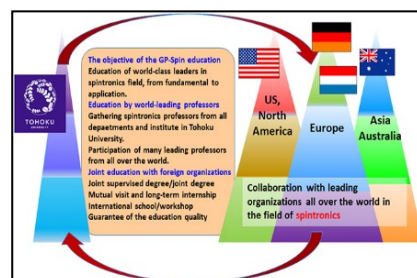 TOHOKU
UNIVERSITY
The objective of the GP-Spin education
Education of world-class leaders in
spintronics field, from fundamental to
application.
Education by world-leading professors
Gathering spintronics professors from all
depaetments and institute in Tohoku
University.
Participation of many leading professors
from all over the world.
Joint education with foreign organizations
Joint supervised degree/joint degree
Mutual visit and long-term internship
International school/workshop
Guarantee of the education quality
US,
North
America
Europe
Asia
Australia
Collaboration with leading
organizations all over the world in
the field of spintronics